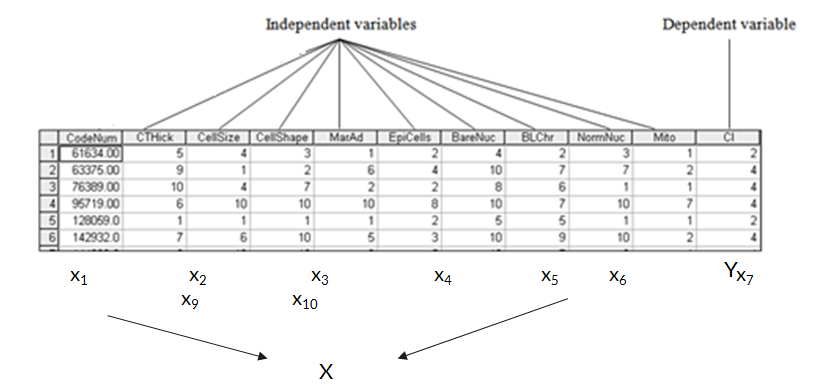 Independent variables Dependent variable
CodeNum CTHick CellSize CellShape MarAd EpiCells BareNuc BLChr NormNuc Mito Cl
1 61634.00 5 4 3 1 2 4 2 3 1 2
2 63375.00 9 1 2 6 4 10 7 7 2 4
3 76389.00 10 4 7 2 2 8 6 1 1 4
4 95719.00 6 10 10 10 8 10 7 10 7 4
5 128059.0 1 1 1 1 2 5 5 1 1 2
6 142932.0 7 6 10 5 3 10 9 10 2 4
x₁ x₂ x₃ x₄ x₅ x₆ Yx₇
x₉ x₁₀
X